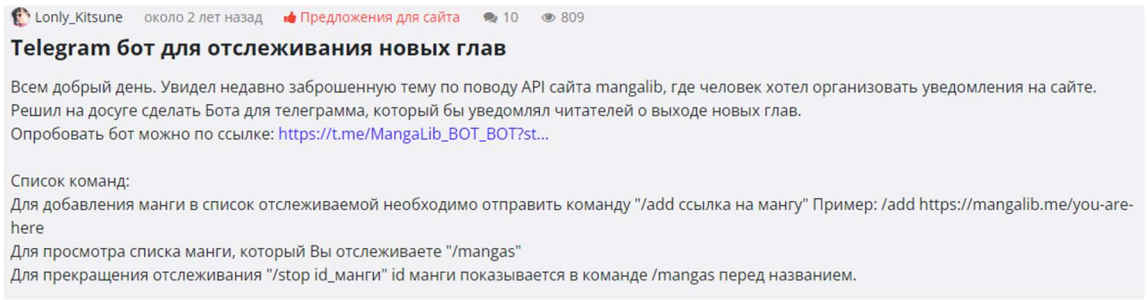 Lonly_Kitsune около 2 лет назад Предложения для сайта 10 809
Telegram бот для отслеживания новых глав
Всем добрый день. Увидел недавно заброшенную тему по поводу API сайта mangalib, где человек хотел организовать уведомления на сайте.
Решил на досуге сделать Бота для телеграмма, который бы уведомлял читателей о выходе новых глав.
Опробовать бот можно по ссылке: https://t.me/MangaLib_BOT_BOT?st...
Список команд:
Для добавления манги в список отслеживаемой необходимо отправить команду "/add ссылка на мангу" Пример: /add https://mangalib.me/you-are-
here
Для просмотра списка манги, который Вы отслеживаете "/mangas"
Для прекращения отслеживания "/stop id_манги" id манги показывается в команде /mangas перед названием.